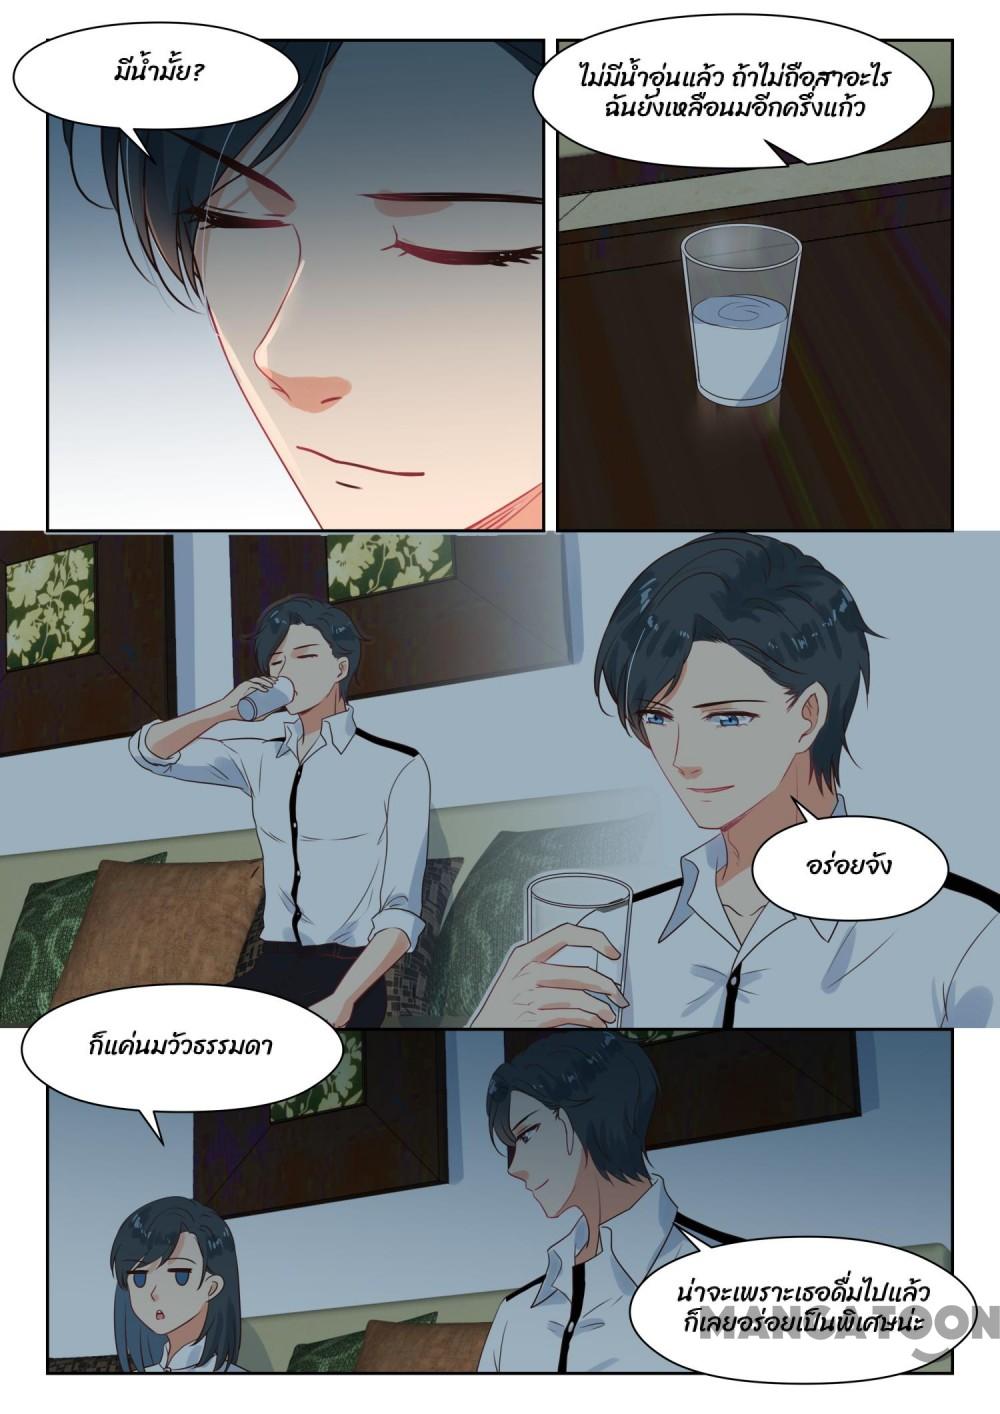 มีน้ำมั้ย?
ไม่มีน้ำอุ่นแล้ว ถ้าไม่ถือสาอะไร
ฉันยังเหลือนมอีกครึ่งแก้ว
อร่อยจัง
ก็แค่นมวัวธรรมดา
น่าจะเพราะเธอดื่มไปแล้ว
ก็เลยอร่อยเป็นพิเศษน่ะ
MANGATOON